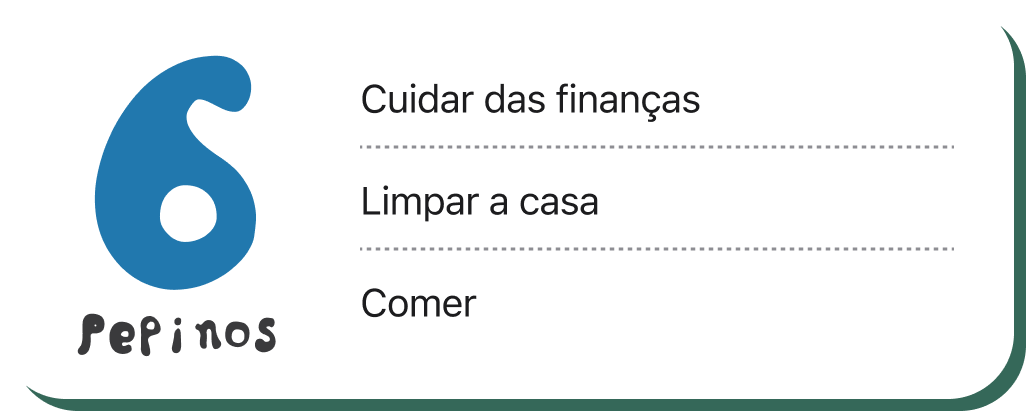 6
Pepinos
Cuidar das finanças
Limpar a casa
Comer